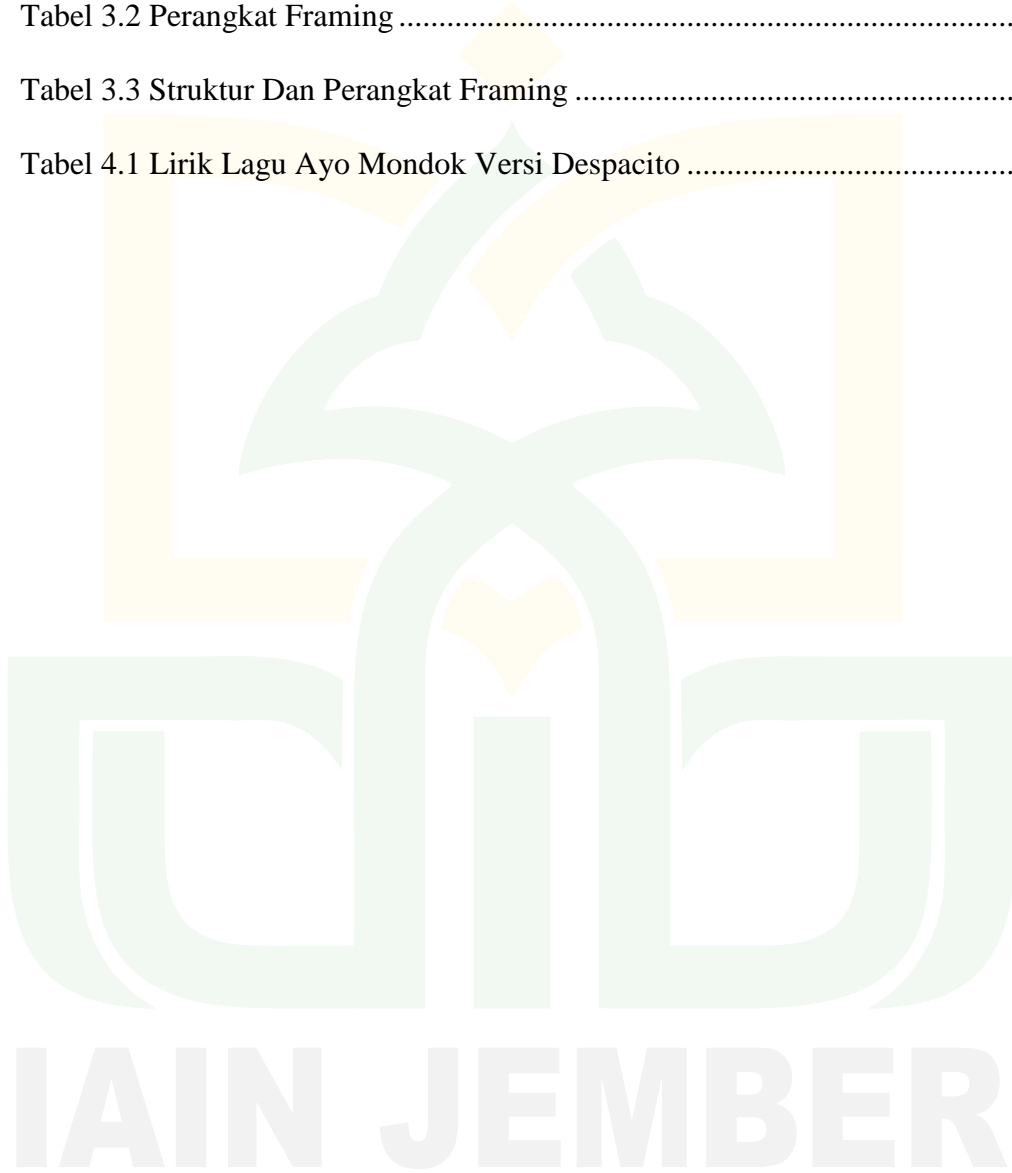 Tabel 3.2 Perangkat Framing ..............................................................................
Tabel 3.3 Struktur Dan Perangkat Framing ........................................................
Tabel 4.1 Lirik Lagu Ayo Mondok Versi Despacito .........................................
IAIN JEMBER